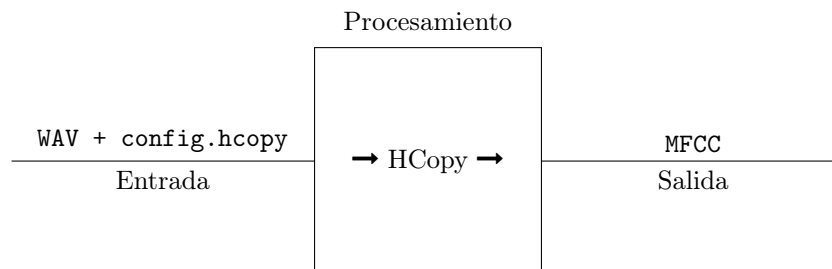 Procesamiento
WAV + config.hcopy
Entrada
➞ HCopy ➞
MFCC
Salida